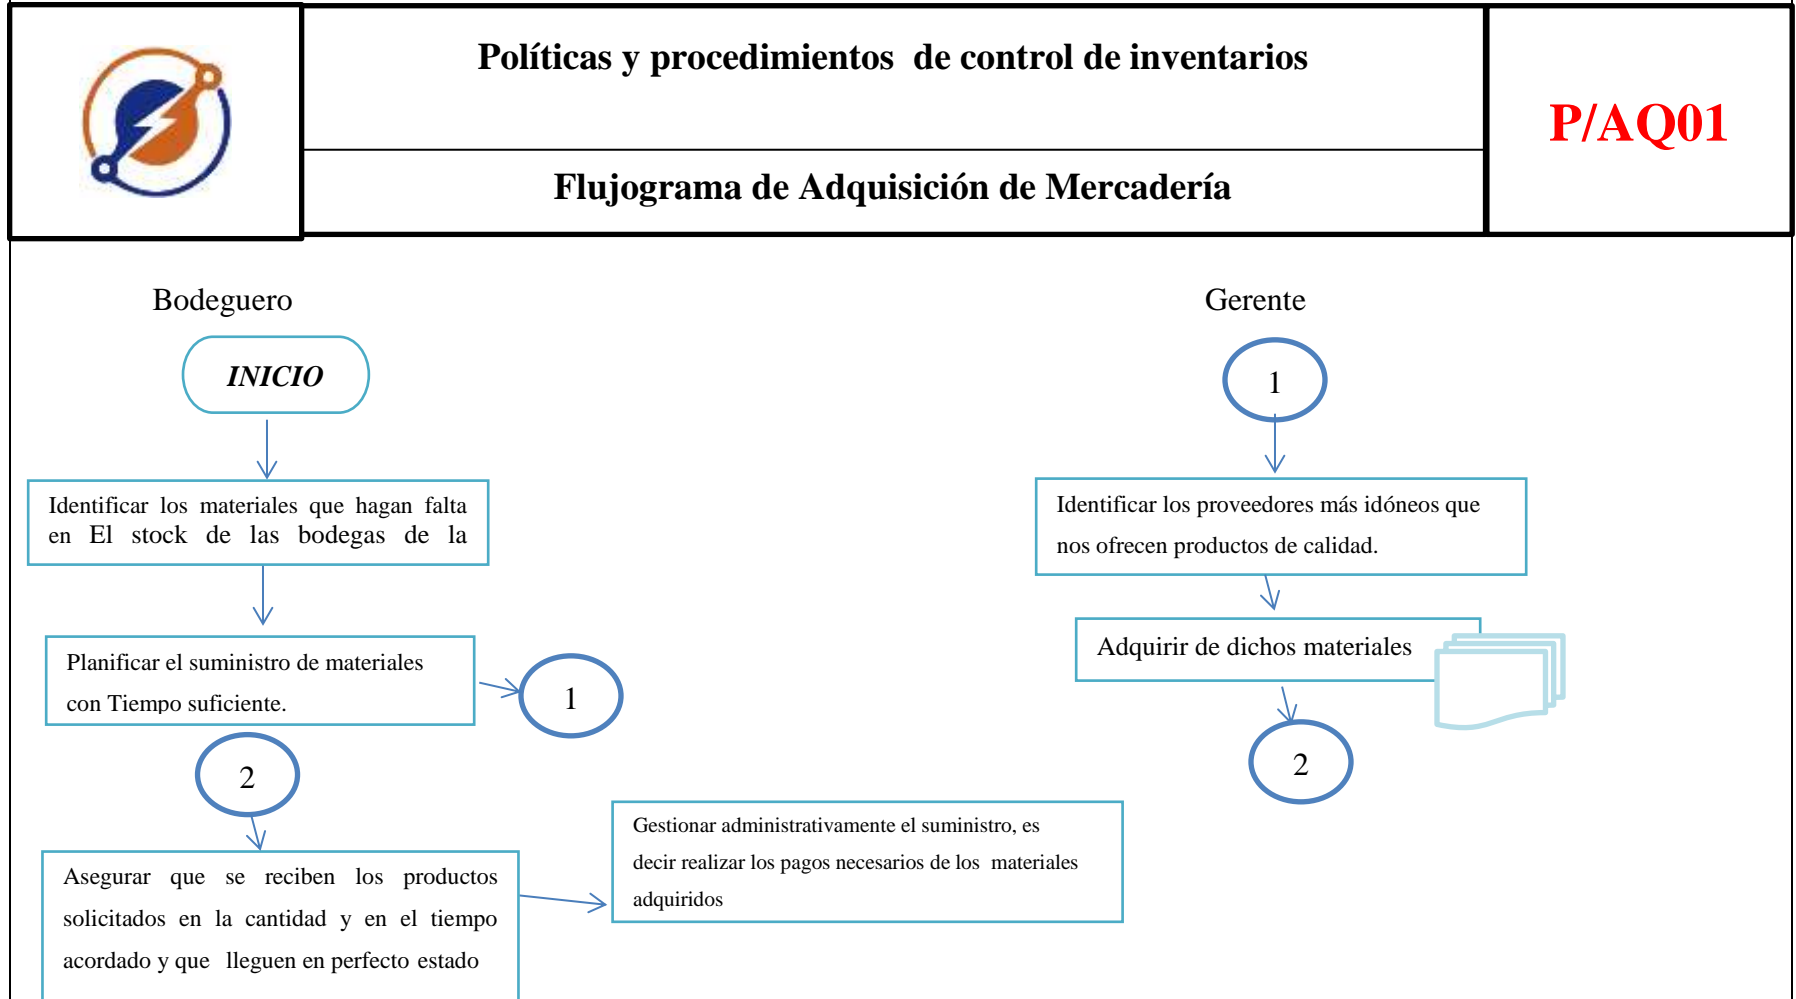 Políticas y procedimientos de control de inventarios
P/AQ01
Flujograma de Adquisición de Mercadería
Bodeguero
INICIO
Identificar los materiales que hagan falta
en El stock de las bodegas de la
Planificar el suministro de materiales
con Tiempo suficiente.
1
2
Asegurar que se reciben los productos
solicitados en la cantidad y en el tiempo
acordado y que lleguen en perfecto estado
Gestionar administrativamente el suministro, es
decir realizar los pagos necesarios de los materiales
adquiridos
Gerente
1
Identificar los proveedores más idóneos que
nos ofrecen productos de calidad.
Adquirir de dichos materiales
2